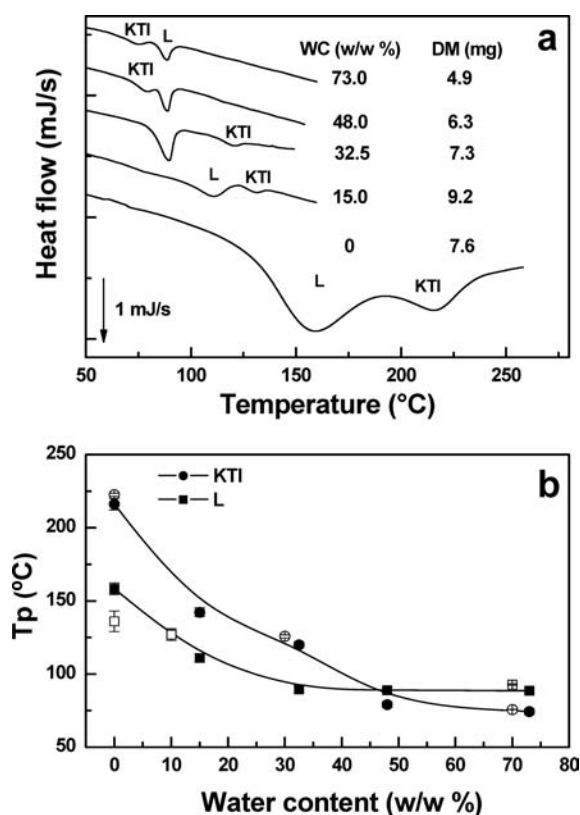 a
KTI L WC (w/w %) DM (mg)
KTI 73.0 4.9
48.0 6.3
KTI 32.5 7.3
L KTI 15.0 9.2
0 7.6
L KTI
1 mJ/s
Heat flow (mJ/s)
50 100 150 200 250
Temperature (°C)
b
KTI
L
250
200
150
100
50
Tp (ºC)
0 10 20 30 40 50 60 70 80
Water content (w/w %)